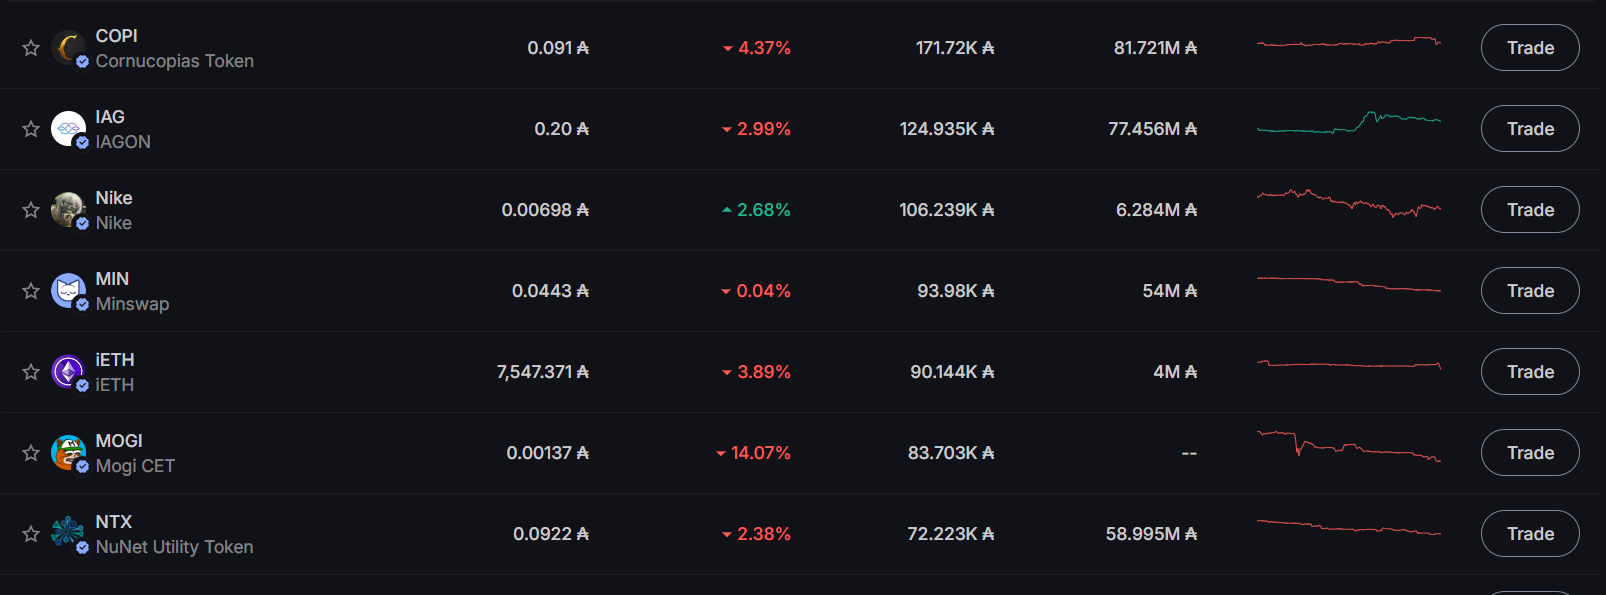 COPI
Cornucopias Token
0.091 ₳ 4.37% 171.72K ₳ 81.721M ₳ Trade
IAG
IAGON
0.20 ₳ 2.99% 124.935K ₳ 77.456M ₳ Trade
Nike
Nike
0.00698 ₳ 2.68% 106.239K ₳ 6.284M ₳ Trade
MIN
Minswap
0.0443 ₳ 0.04% 93.98K ₳ 54M ₳ Trade
iETH
iETH
7,547.371 ₳ 3.89% 90.144K ₳ 4M ₳ Trade
MOGI
Mogi CET
0.00137 ₳ 14.07% 83.703K ₳ -- Trade
NTX
NuNet Utility Token
0.0922 ₳ 2.38% 72.223K ₳ 58.995M ₳ Trade